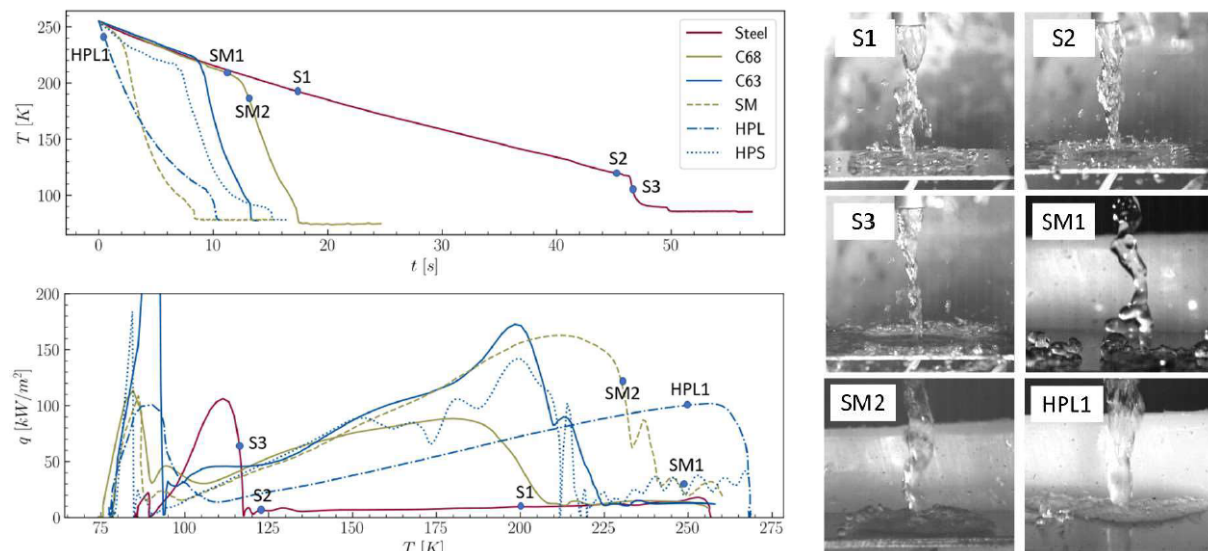 250
200
150
100
T [K]
HPL1
SM1
S1
SM2
S2
S3
Steel
C68
C63
SM
HPL
HPS
0
10
20
30
40
50
t [s]
200
150
100
50
0
q [kW/m²]
S3
S2
S1
SM2
HPL1
SM1
75
100
125
150
175
200
225
250
275
T [K]
S1
S2
S3
SM1
SM2
HPL1